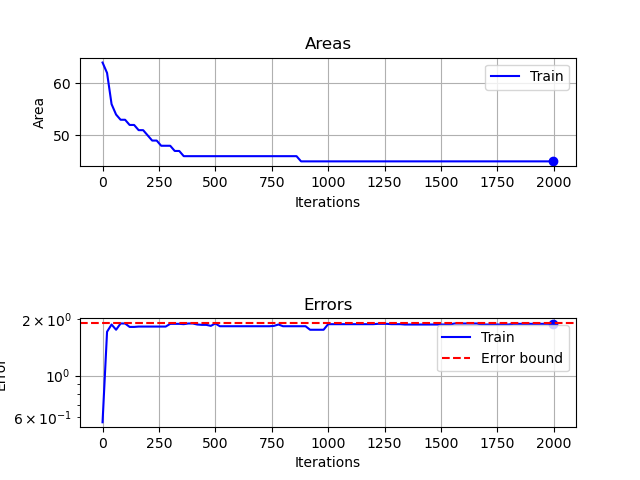 Areas
Area
60
50
Train
0 250 500 750 1000 1250 1500 1750 2000
Iterations
Errors
Error
2 × 10⁰
10⁰
6 × 10⁻¹
Train
Error bound
0 250 500 750 1000 1250 1500 1750 2000
Iterations